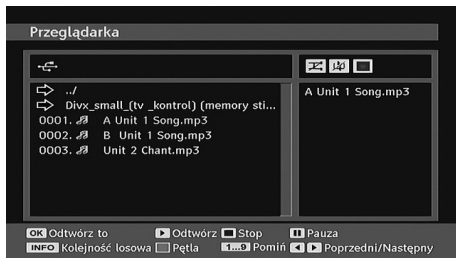 Przeglądarka
../
A Unit 1 Song.mp3
Divx_small_(tv _kontrol) (memory sti...
0001. A Unit 1 Song.mp3
0002. B Unit 1 Song.mp3
0003. Unit 2 Chant.mp3
OK Odtwórz to Odtwórz Stop Pauza
INFO Kolejność losowa Pętla 1...9 Pomiń Poprzedni/Następny